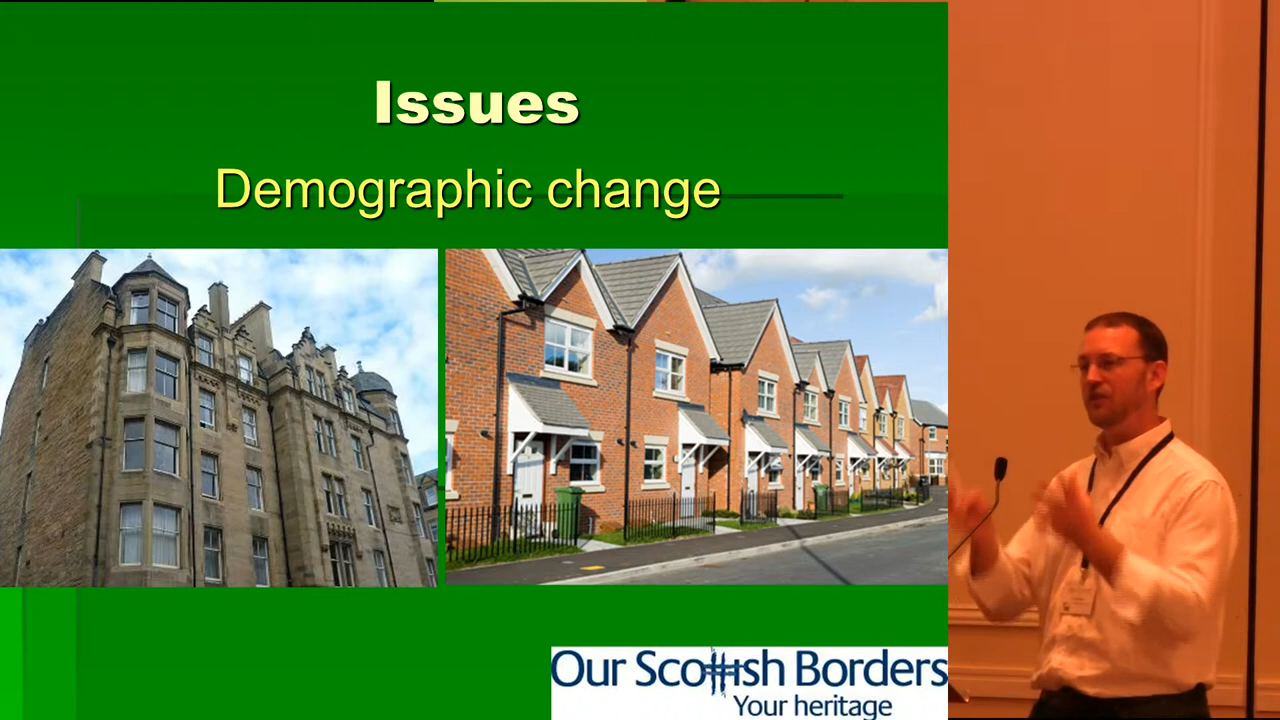 Issues
Demographic change
Our Scottish Borders
Your heritage